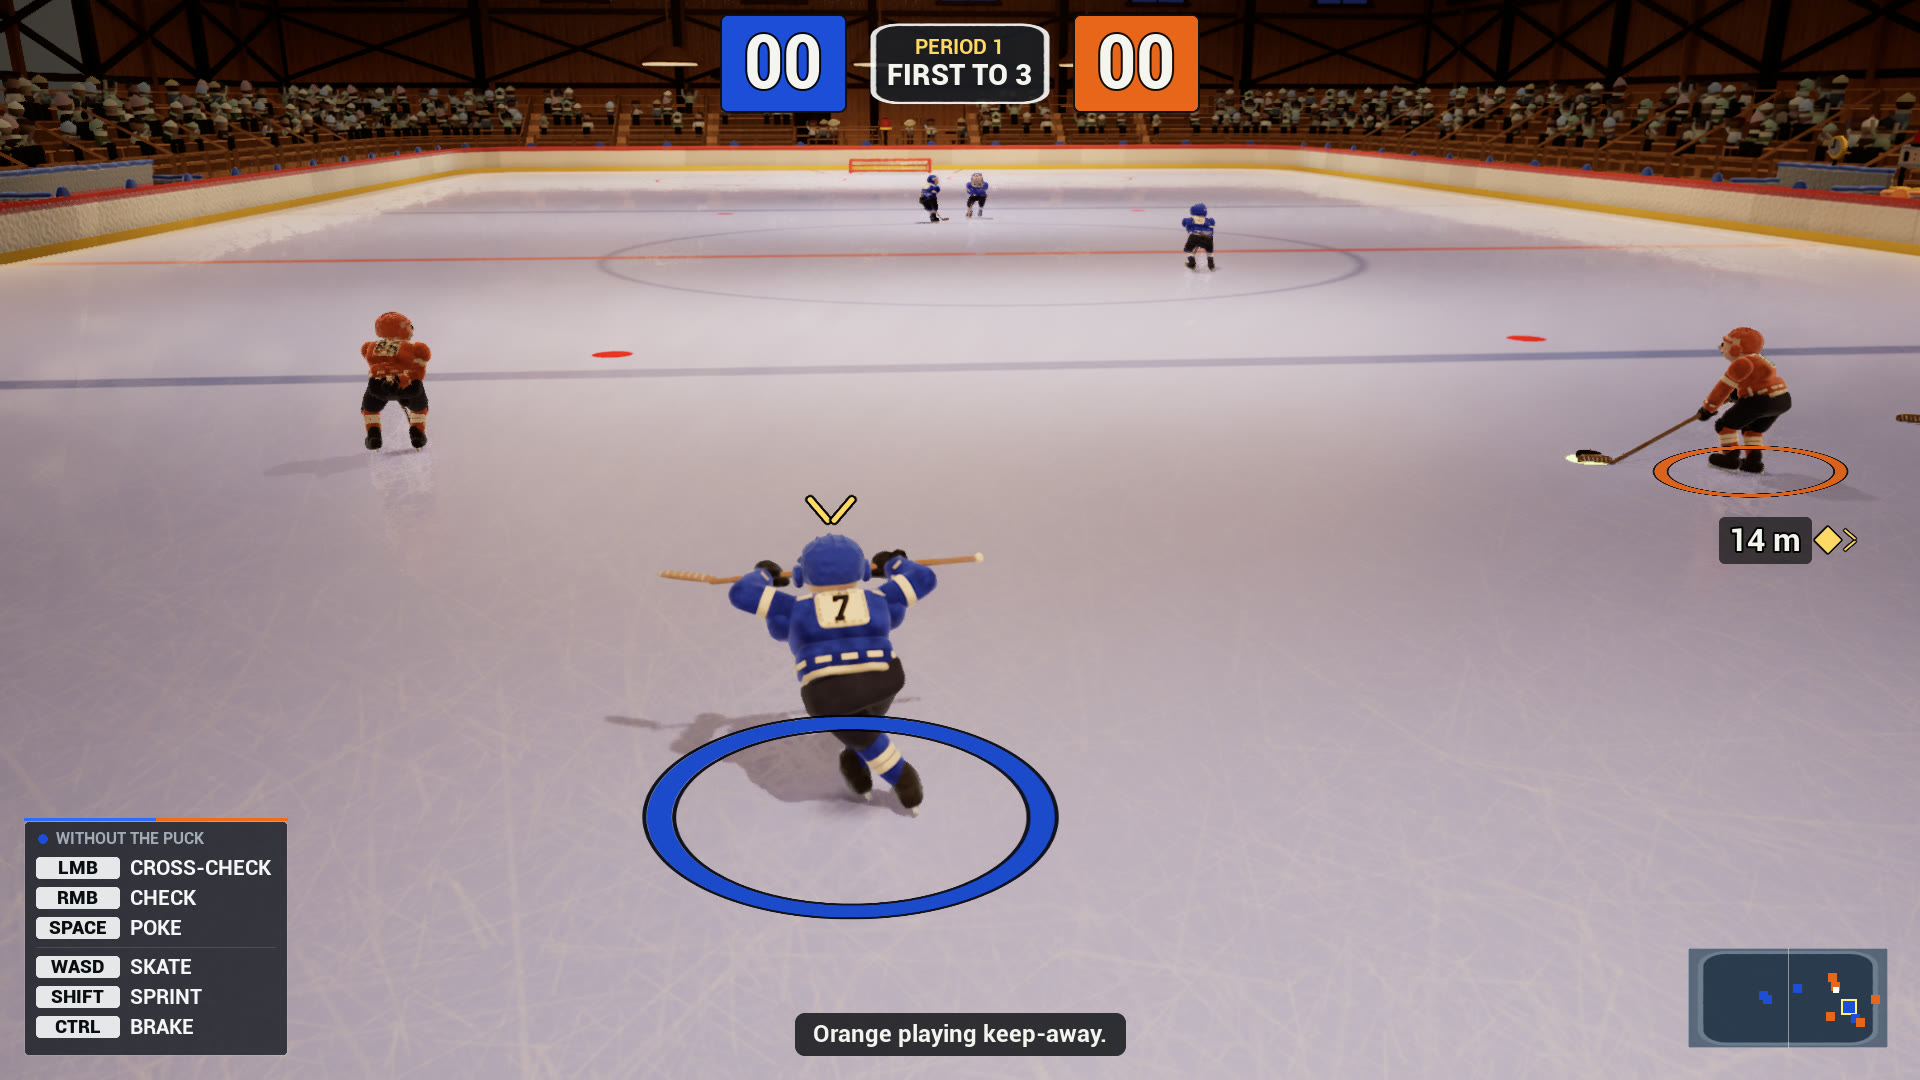 00
PERIOD 1
FIRST TO 3
00
14 m
7
WITHOUT THE PUCK
LMB CROSS-CHECK
RMB CHECK
SPACE POKE
WASD SKATE
SHIFT SPRINT
CTRL BRAKE
Orange playing keep-away.